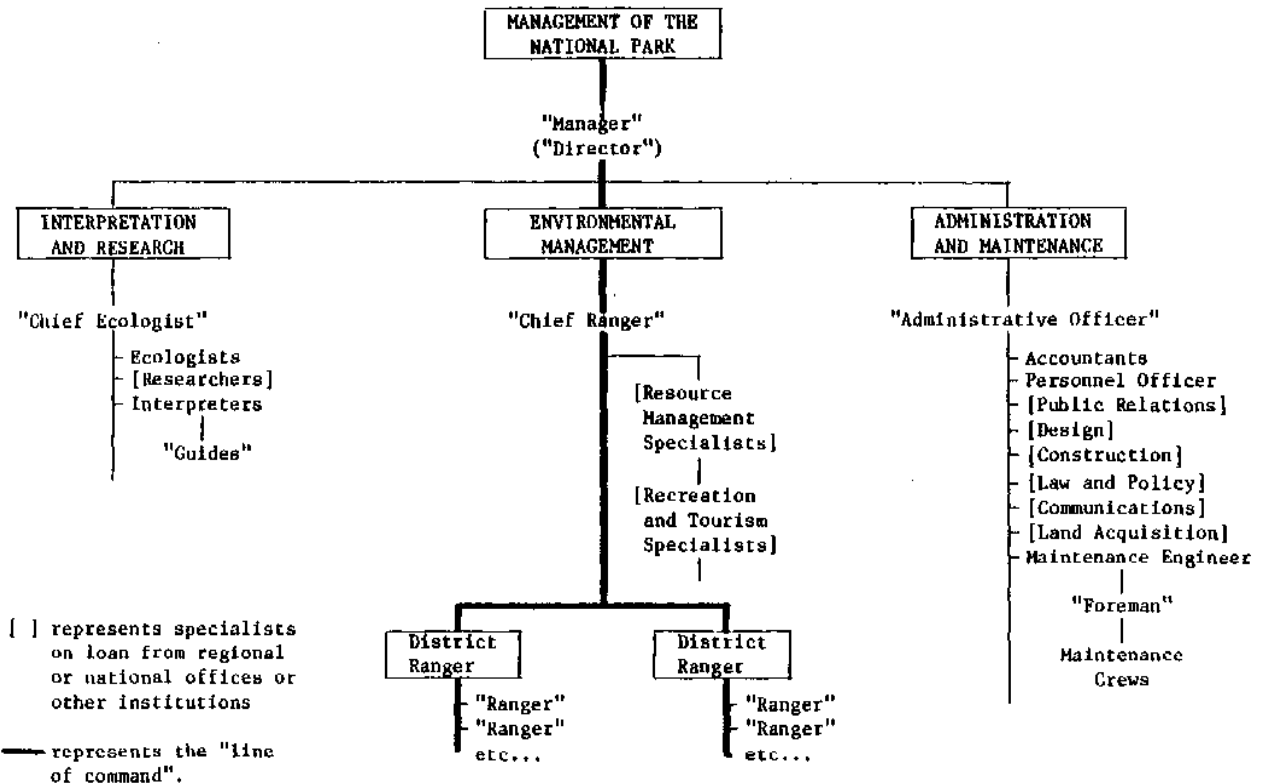 MANAGEMENT OF THE
NATIONAL PARK
"Manager"
("Director")
INTERPRETATION
AND RESEARCH
"Chief Ecologist"
Ecologists
[Researchers]
Interpreters
"Guides"
ENVIRONMENTAL
MANAGEMENT
"Chief Ranger"
[Resource
Management
Specialists]
[Recreation
and Tourism
Specialists]
District
Ranger
"Ranger"
"Ranger"
etc...
District
Ranger
"Ranger"
"Ranger"
etc...
ADMINISTRATION
AND MAINTENANCE
"Administrative Officer"
Accountants
Personnel Officer
[Public Relations]
[Design]
[Construction]
[Law and Policy]
[Communications]
[Land Acquisition]
Maintenance Engineer
"Foreman"
Maintenance
Crews
[ ] represents specialists
on loan from regional
or national offices or
other institutions
represents the "line
of command".